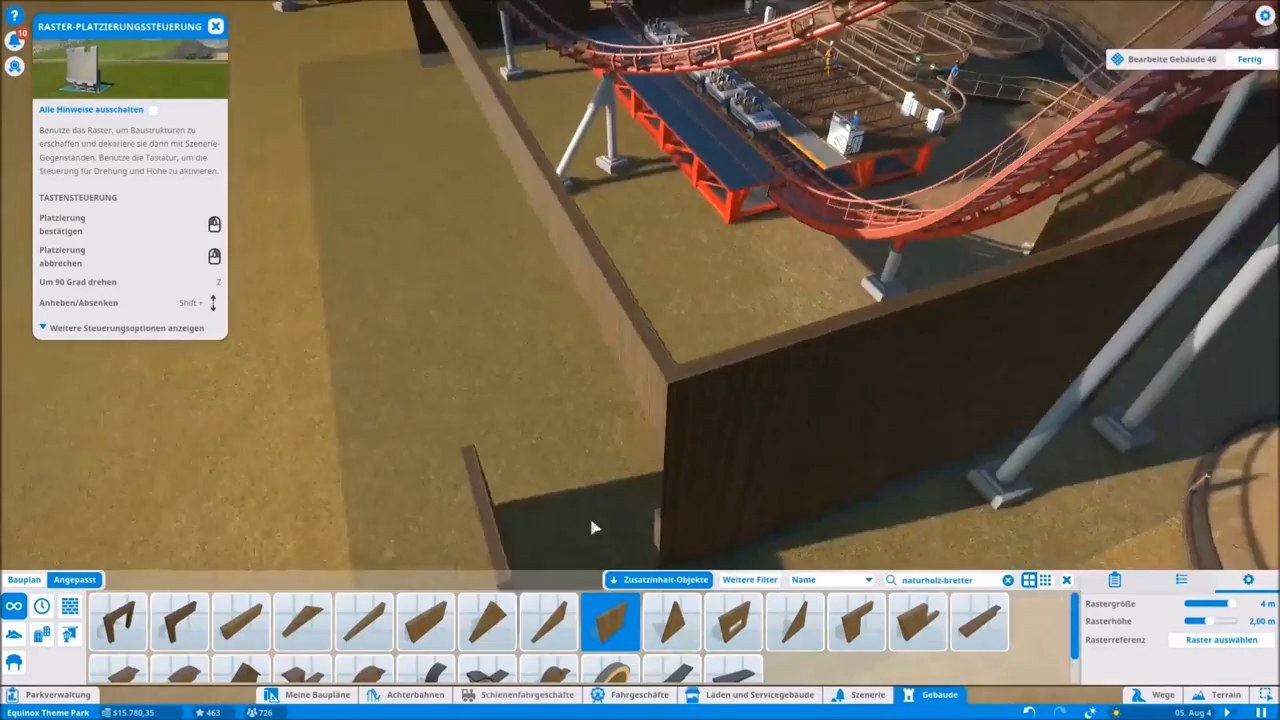 ?
10
RASTER-PLATZIERUNGSSTEUERUNG
Alle Hinweise ausschalten
Benutze das Raster, um Baustrukturen zu
erschaffen und dekoriere sie dann mit Szenerie-
Gegenständen. Benutze die Tastatur, um die
Steuerung für Drehung und Höhe zu aktivieren.
TASTENSTEUERUNG
Platzierung
bestätigen
Platzierung
abbrechen
Um 90 Grad drehen Z
Anheben/Absenken Shift +
Weitere Steuerungsoptionen anzeigen
Bearbeite Gebäude 46 Fertig
Bauplan Angepasst Zusatzinhalt-Objekte Weitere Filter Name naturholz-bretter
Rastergröße 4 m
Rasterhöhe 2,00 m
Rasterreferenz Raster auswählen
Parkverwaltung Meine Baupläne Achterbahnen Schienenfahrgeschäfte Fahrgeschäfte Läden und Servicegebäude Szenerie Gebäude Wege Terrain
Equinox Theme Park $15.780,35 463 726 05. Aug 4